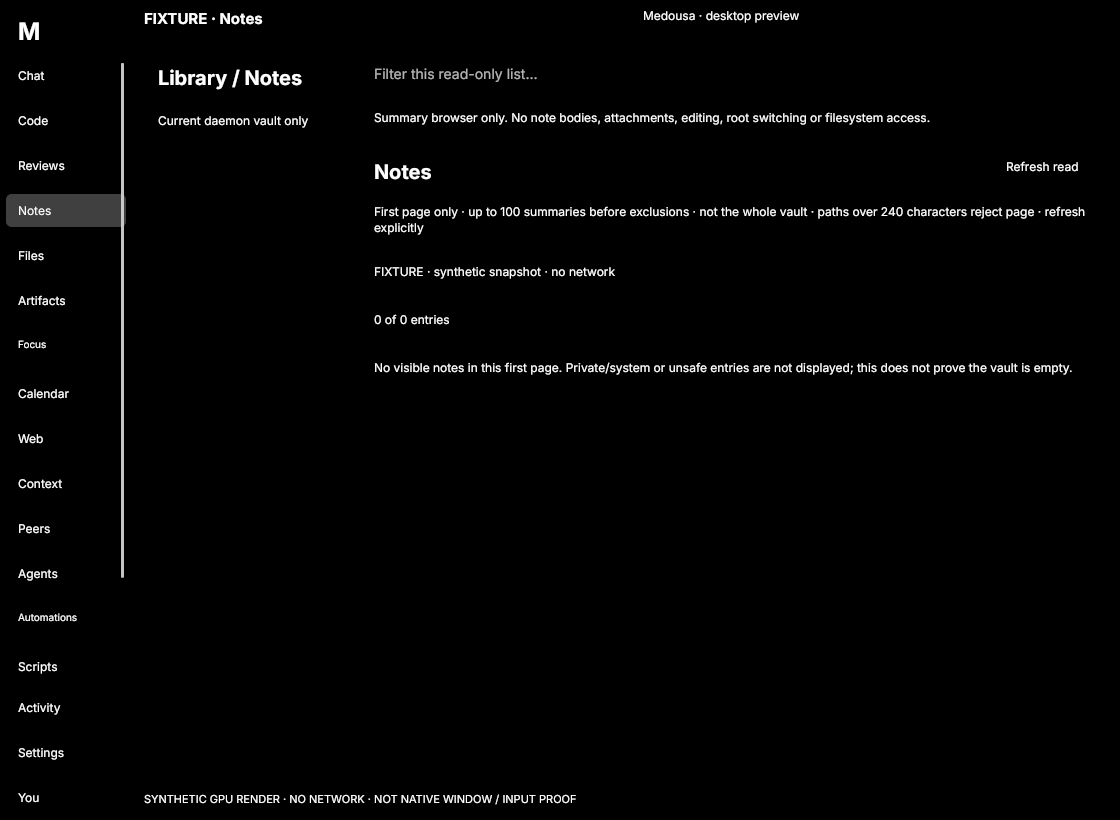 M
FIXTURE · Notes
Medousa · desktop preview
Chat
Code
Reviews
Notes
Files
Artifacts
Focus
Calendar
Web
Context
Peers
Agents
Automations
Scripts
Activity
Settings
You
Library / Notes
Current daemon vault only
Filter this read-only list...
Summary browser only. No note bodies, attachments, editing, root switching or filesystem access.
Notes
Refresh read
First page only · up to 100 summaries before exclusions · not the whole vault · paths over 240 characters reject page · refresh
explicitly
FIXTURE · synthetic snapshot · no network
0 of 0 entries
No visible notes in this first page. Private/system or unsafe entries are not displayed; this does not prove the vault is empty.
SYNTHETIC GPU RENDER · NO NETWORK · NOT NATIVE WINDOW / INPUT PROOF